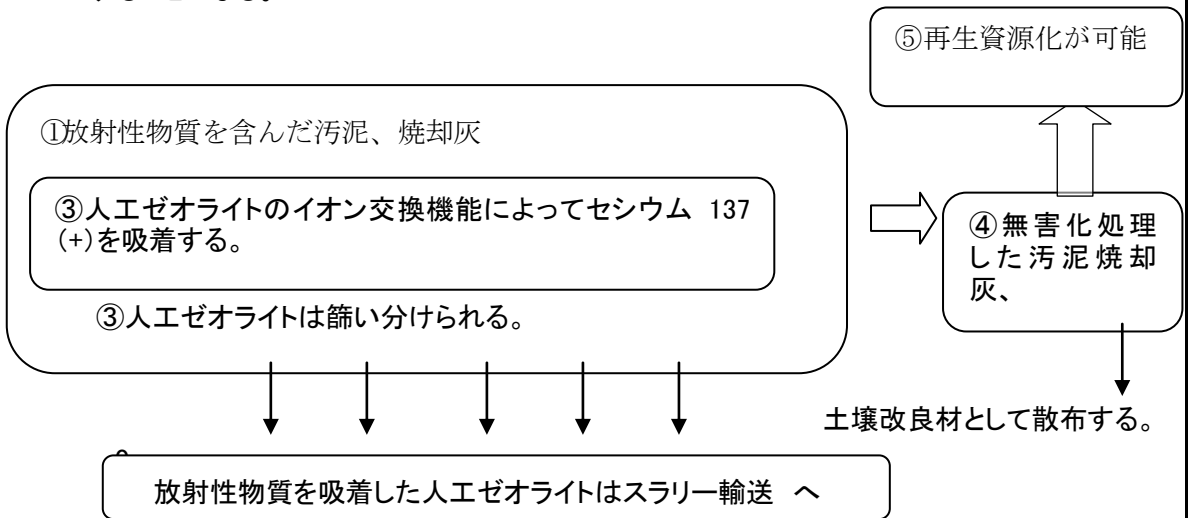 ⑤再生資源化が可能
①放射性物質を含んだ汚泥、焼却灰
③人工ゼオライトのイオン交換機能によってセシウム 137
(+)を吸着する。
③人工ゼオライトは篩い分けられる。
④無害化処理
した汚泥焼却
灰、
土壌改良材として散布する。
放射性物質を吸着した人工ゼオライトはスラリー輸送 へ